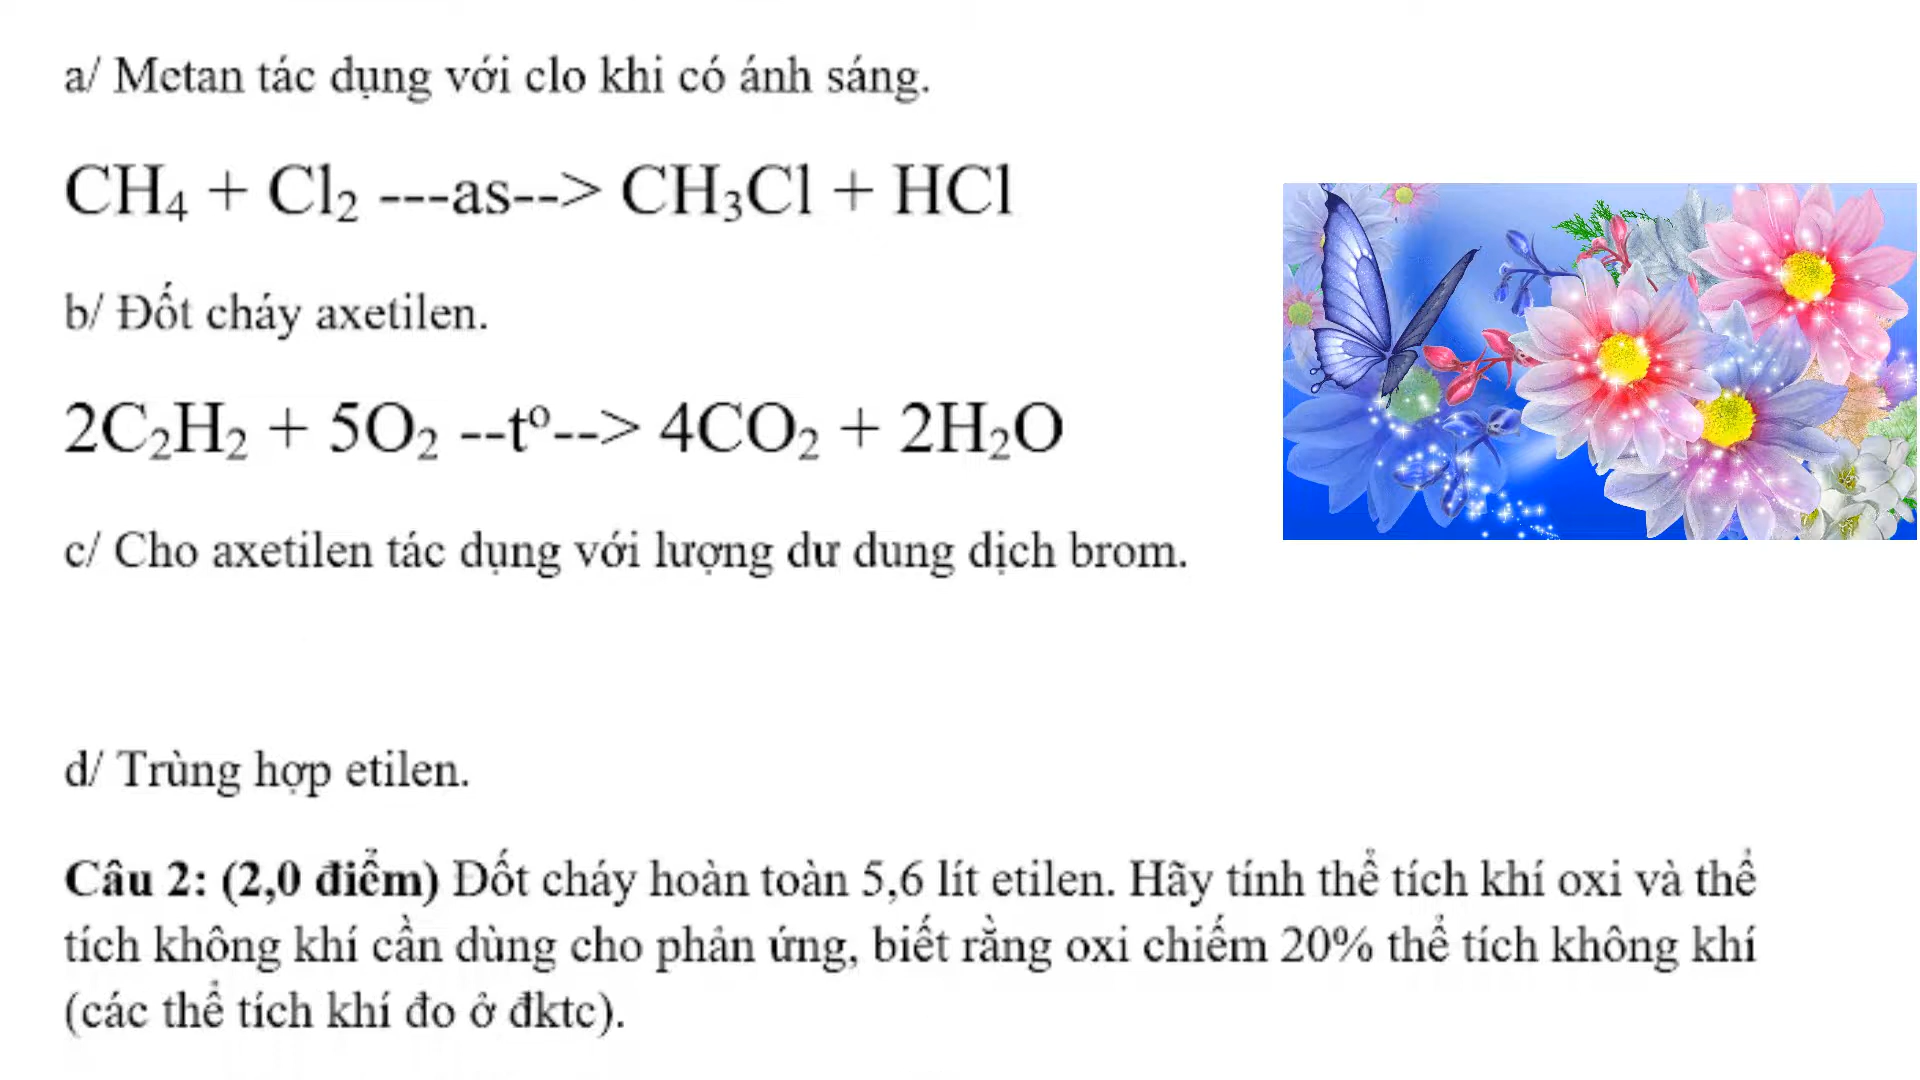 a/ Metan tác dụng với clo khi có ánh sáng.
CH₄ + Cl₂ ---as--> CH₃Cl + HCl
b/ Đốt cháy axetilen.
2C₂H₂ + 5O₂ --tº--> 4CO₂ + 2H₂O
c/ Cho axetilen tác dụng với lượng dư dung dịch brom.
d/ Trùng hợp etilen.
Câu 2: (2,0 điểm) Đốt cháy hoàn toàn 5,6 lít etilen. Hãy tính thể tích khí oxi và thể
tích không khí cần dùng cho phản ứng, biết rằng oxi chiếm 20% thể tích không khí
(các thể tích khí đo ở đktc).